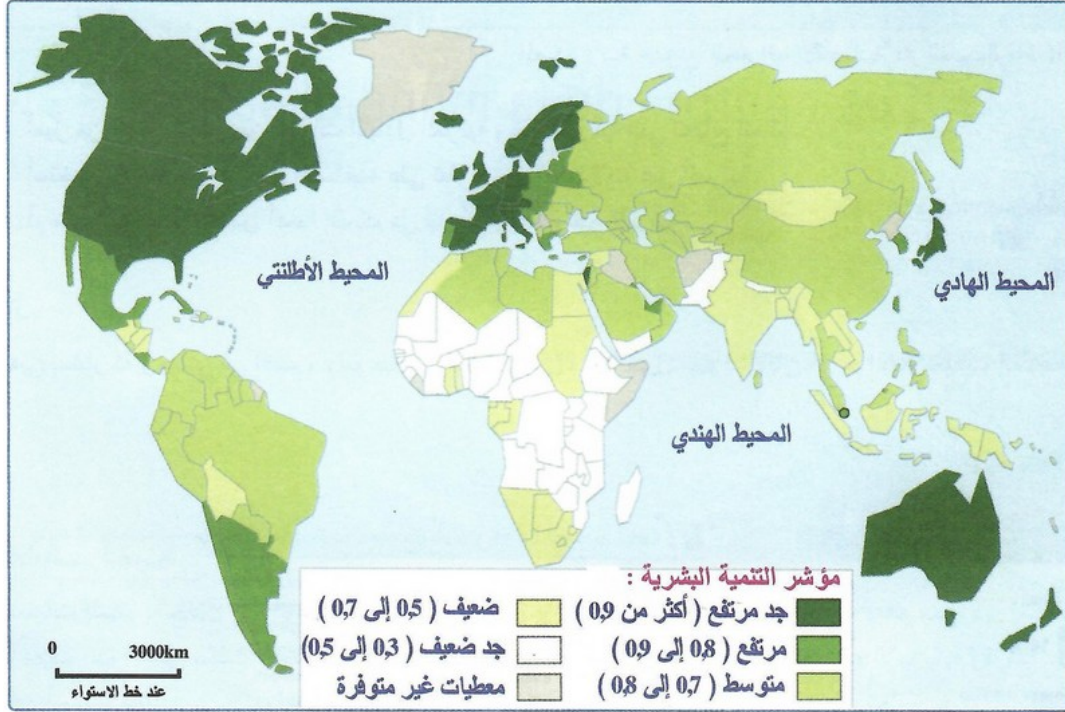 المحيط الأطلنتي
المحيط الهادي
المحيط الهندي
مؤشر التنمية البشرية :
جد مرتفع ( أكثر من 0,9 )
مرتفع ( 0,8 إلى 0,9 )
متوسط ( 0,7 إلى 0,8 )
ضعيف ( 0,5 إلى 0,7 )
جد ضعيف ( 0,3 إلى 0,5 )
معطيات غير متوفرة
0 3000km
عند خط الاستواء